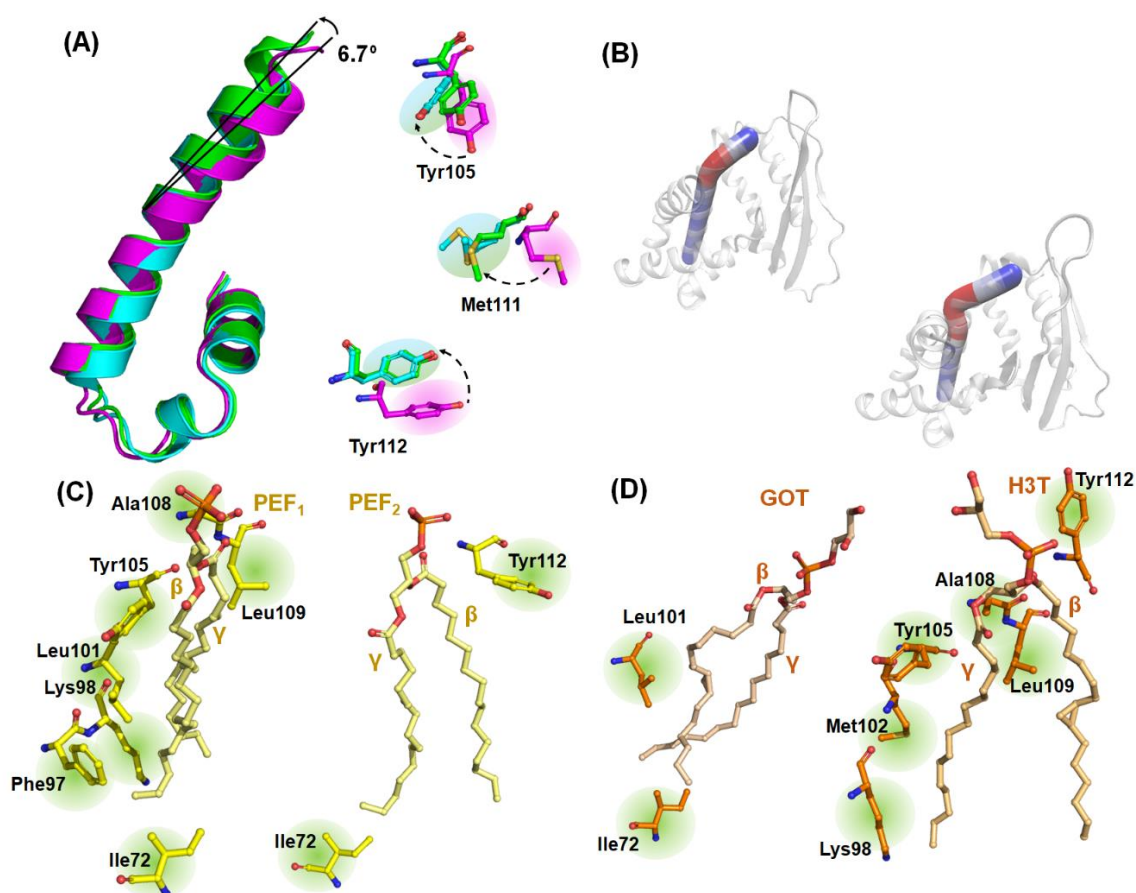 (A)
6.7°
Tyr105
Met111
Tyr112
(B)
(C)
Ala108
PEF1
PEF2
Tyr105
β
Leu109
Tyr112
β
γ
Leu101
Lys98
Phe97
Ile72
Ile72
(D)
GOT
H3T
Tyr112
β
Leu101
Ala108
β
Tyr105
γ
γ
Leu109
Met102
Ile72
Lys98